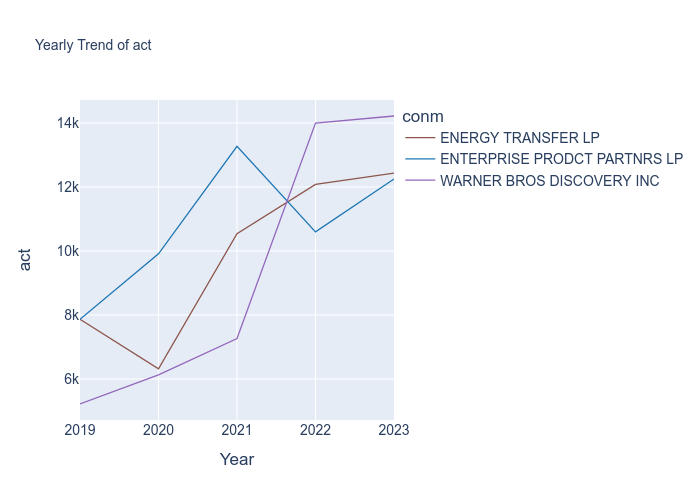 Yearly Trend of act
conm
ENERGY TRANSFER LP
ENTERPRISE PRODCT PARTNRS LP
WARNER BROS DISCOVERY INC
14k
12k
10k
8k
6k
act
2019 2020 2021 2022 2023
Year